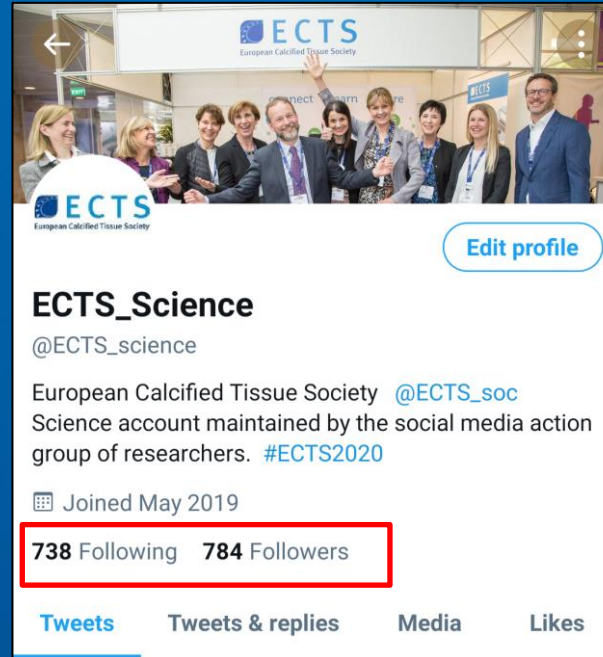 ECTS
European Calcified Tissue Society
ECTS
EXIT
ECTS
European Calcified Tissue Society
Edit profile
ECTS_Science
@ECTS_science
European Calcified Tissue Society @ECTS_soc
Science account maintained by the social media action
group of researchers. #ECTS2020
Joined May 2019
738 Following 784 Followers
Tweets Tweets & replies Media Likes